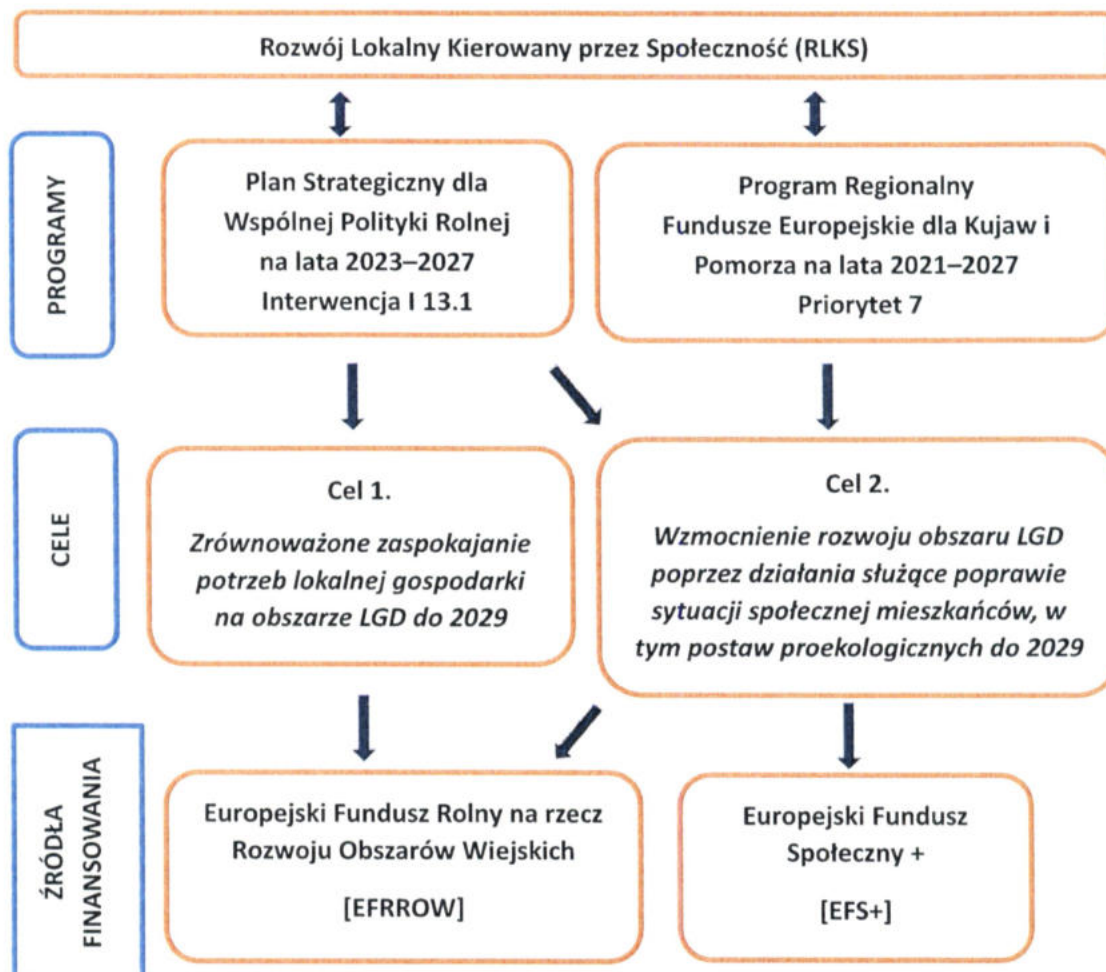 Rozwój Lokalny Kierowany przez Społeczność (RLKS)
PROGRAMY
Plan Strategiczny dla
Wspólnej Polityki Rolnej
na lata 2023–2027
Interwencja I 13.1
Program Regionalny
Fundusze Europejskie dla Kujaw i
Pomorza na lata 2021–2027
Priorytet 7
CELE
Cel 1.
Zrównoważone zaspokajanie
potrzeb lokalnej gospodarki
na obszarze LGD do 2029
Cel 2.
Wzmocnienie rozwoju obszaru LGD
poprzez działania służące poprawie
sytuacji społecznej mieszkańców, w
tym postaw proekologicznych do 2029
ŹRÓDŁA
FINANSOWANIA
Europejski Fundusz Rolny na rzecz
Rozwoju Obszarów Wiejskich
[EFRROW]
Europejski Fundusz
Społeczny +
[EFS+]